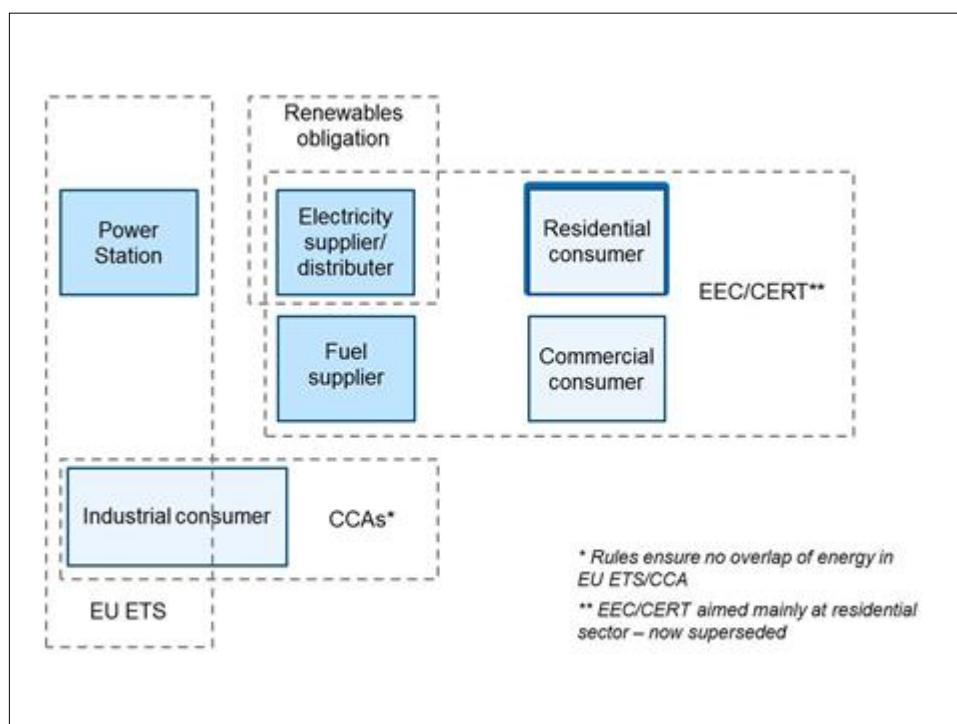 Renewables
obligation
Power
Station
Electricity
supplier/
distributer
Residential
consumer
EEC/CERT**
Fuel
supplier
Commercial
consumer
Industrial consumer
CCAs*
EU ETS
* Rules ensure no overlap of energy in
EU ETS/CCA
** EEC/CERT aimed mainly at residential
sector – now superseded